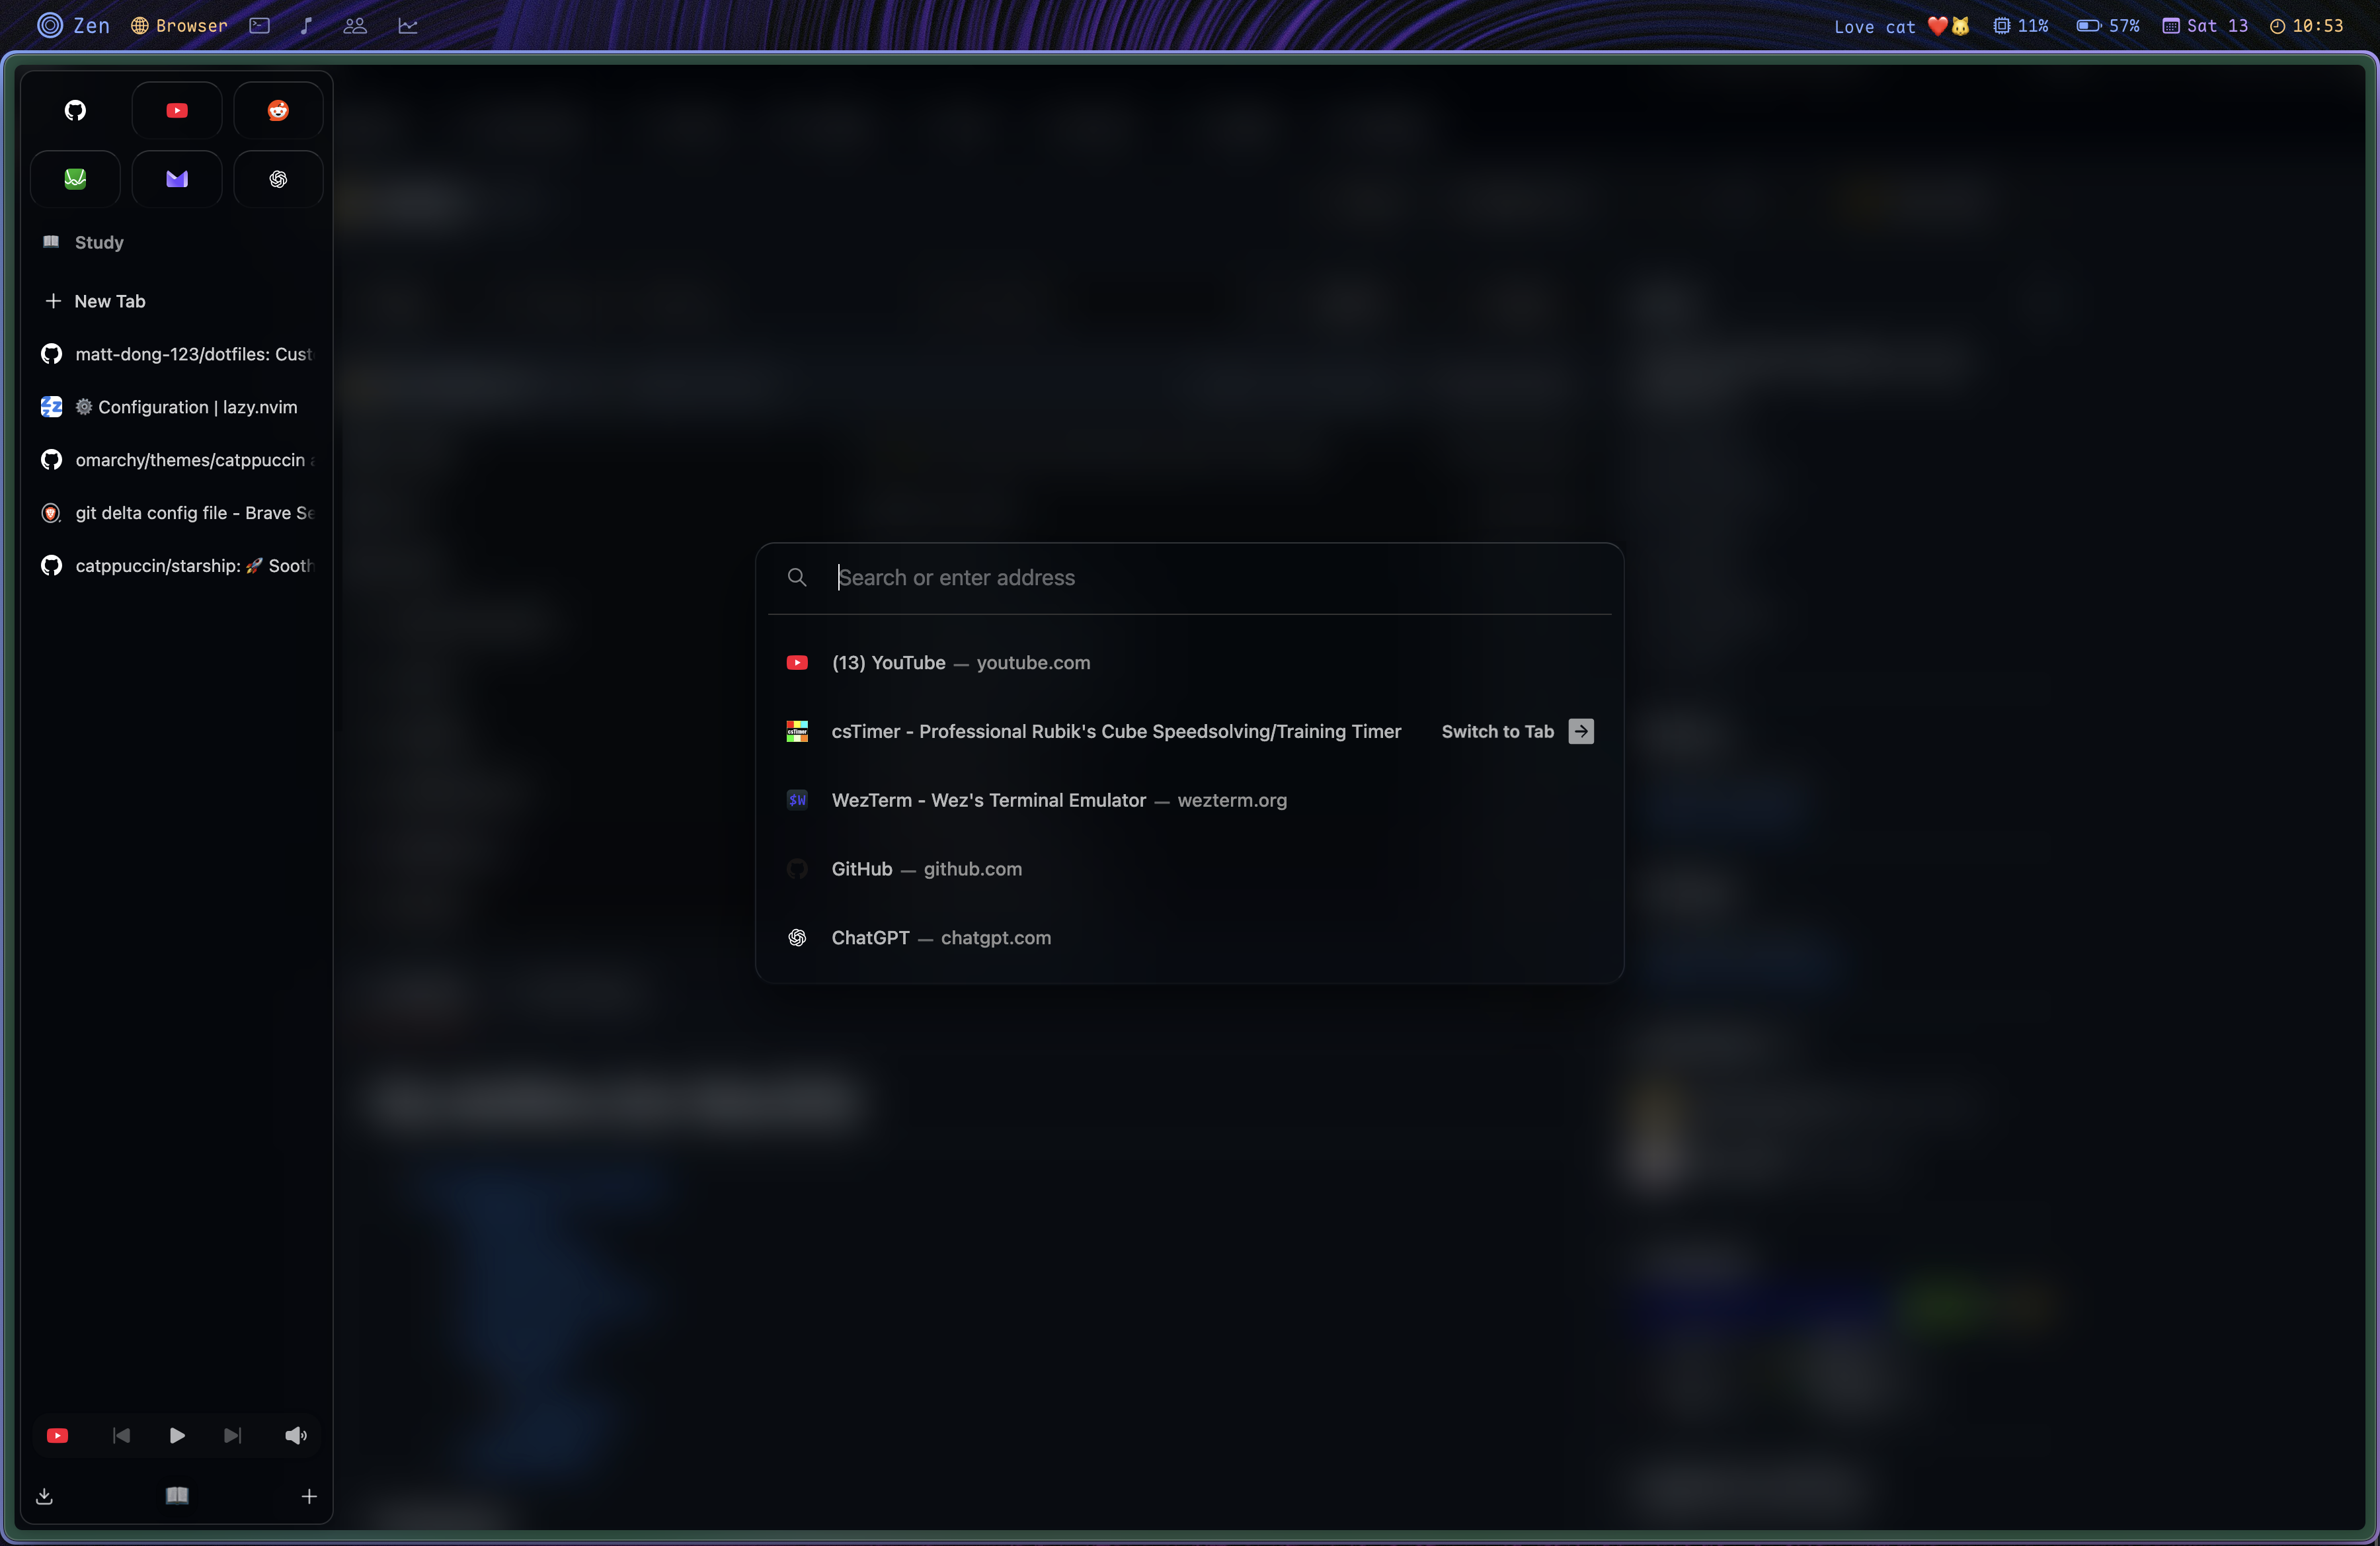 Zen Browser Love cat ❤️🐱 11% 57% Sat 13 10:53
Study
New Tab
matt-dong-123/dotfiles: Cust
⚙️ Configuration | lazy.nvim
omarchy/themes/catppuccin a
git delta config file - Brave Se
catppuccin/starship: 🚀 Sooth
Search or enter address
(13) YouTube — youtube.com
csTimer - Professional Rubik's Cube Speedsolving/Training Timer Switch to Tab
$W WezTerm - Wez's Terminal Emulator — wezterm.org
GitHub — github.com
ChatGPT — chatgpt.com